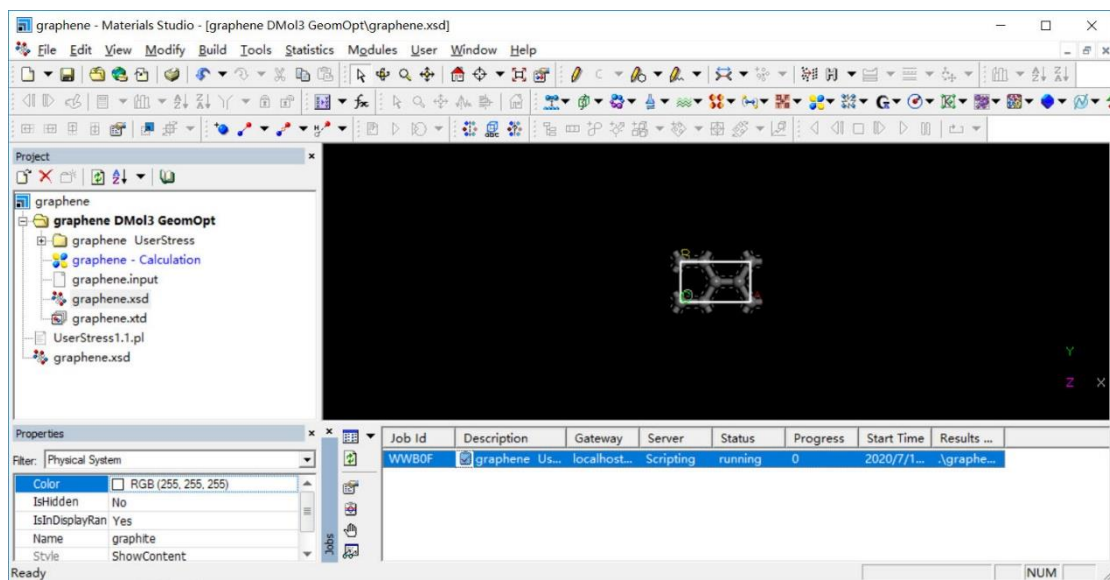 graphene - Materials Studio - [graphene DMol3 GeomOpt\graphene.xsd]
File Edit View Modify Build Tools Statistics Modules User Window Help
Project
graphene
graphene DMol3 GeomOpt
graphene UserStress
graphene - Calculation
graphene.input
graphene.xsd
graphene.xtd
UserStress1.1.pl
graphene.xsd
B
O
A
Y
Z X
Properties
Filter: Physical System
Color RGB (255, 255, 255)
IsHidden No
IsInDisplayRan Yes
Name graphite
Style ShowContent
Jobs
Job Id Description Gateway Server Status Progress Start Time Results ...
WWB0F graphene Us... localhost... Scripting running 0 2020/7/1... .\graphe...
Ready
NUM